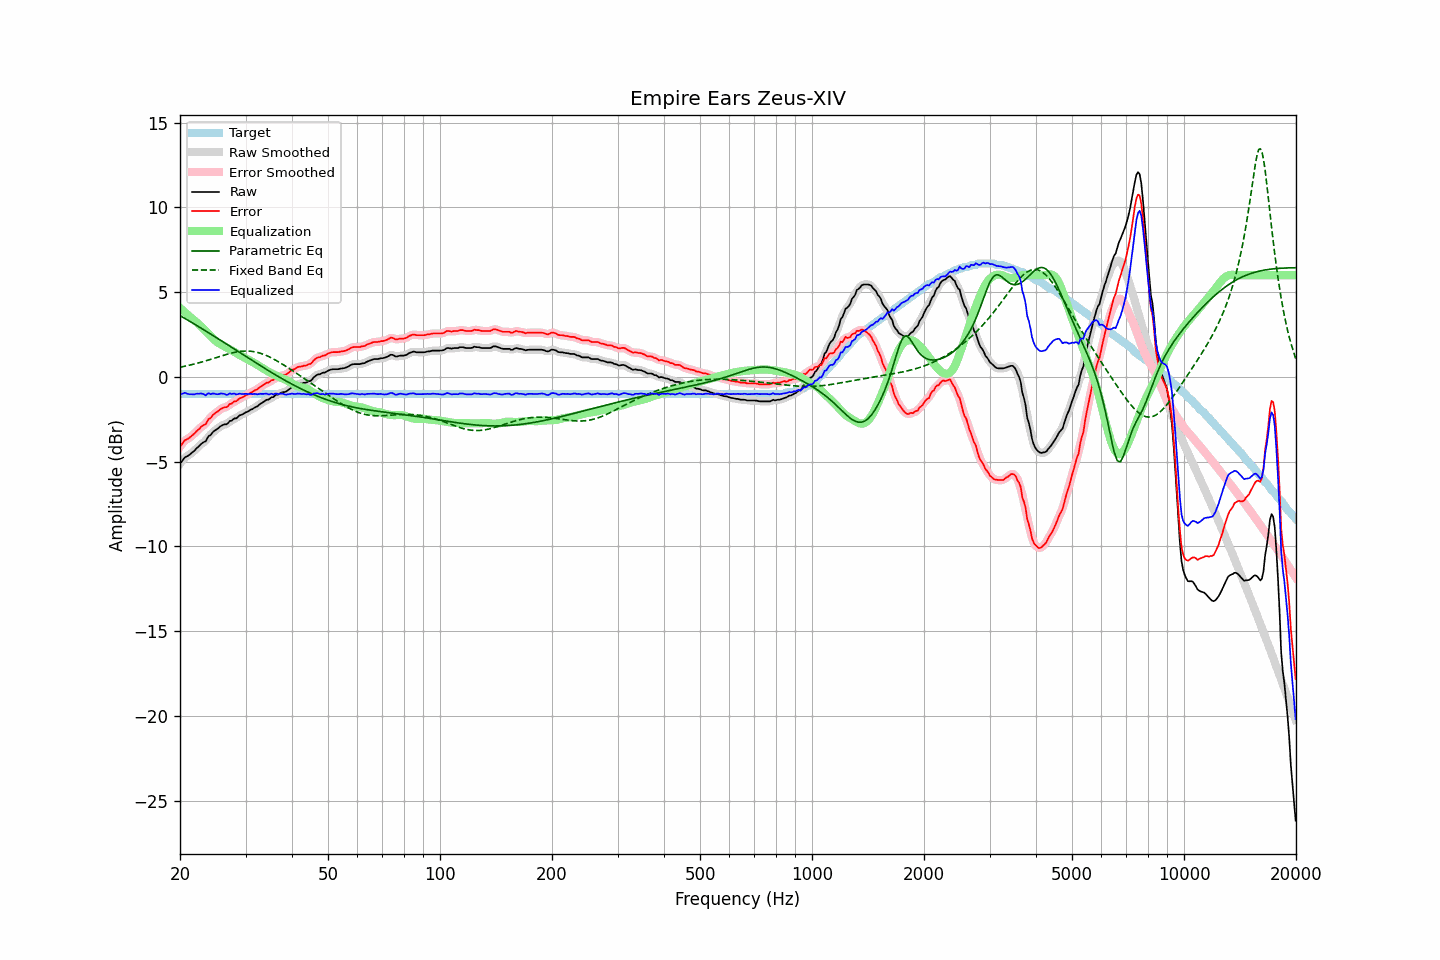 Empire Ears Zeus-XIV
Target
Raw Smoothed
Error Smoothed
Raw
Error
Equalization
Parametric Eq
Fixed Band Eq
Equalized
15
10
5
0
−5
−10
−15
−20
−25
Amplitude (dBr)
20 50 100 200 500 1000 2000 5000 10000 20000
Frequency (Hz)